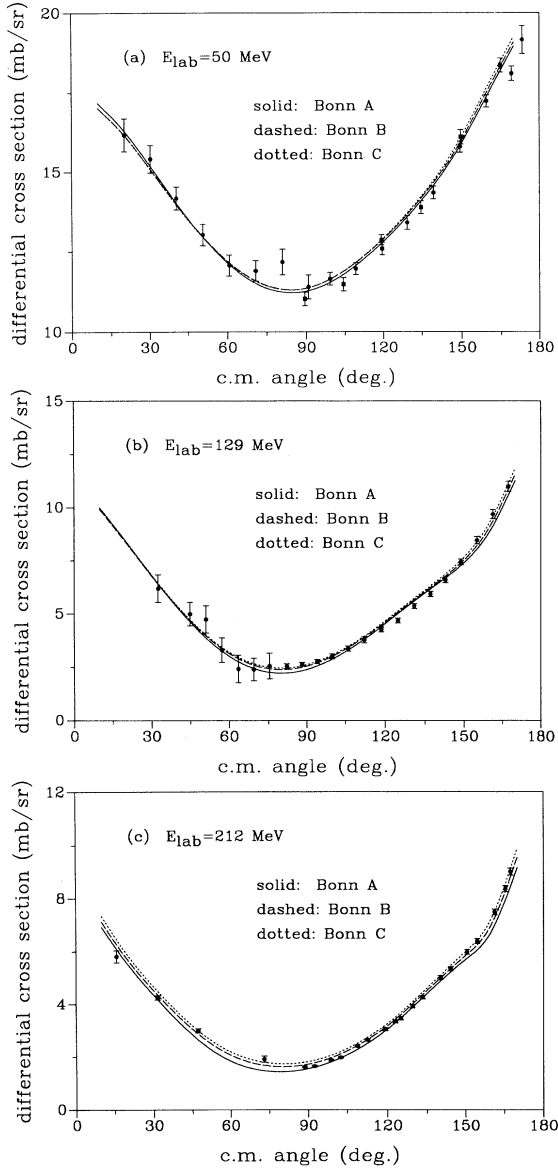 differential cross section (mb/sr)
20
15
10
(a) Elab=50 MeV
solid: Bonn A
dashed: Bonn B
dotted: Bonn C
0 30 60 90 120 150 180
c.m. angle (deg.)
differential cross section (mb/sr)
15
10
5
0
(b) Elab=129 MeV
solid: Bonn A
dashed: Bonn B
dotted: Bonn C
0 30 60 90 120 150 180
c.m. angle (deg.)
differential cross section (mb/sr)
12
8
4
0
(c) Elab=212 MeV
solid: Bonn A
dashed: Bonn B
dotted: Bonn C
0 30 60 90 120 150 180
c.m. angle (deg.)